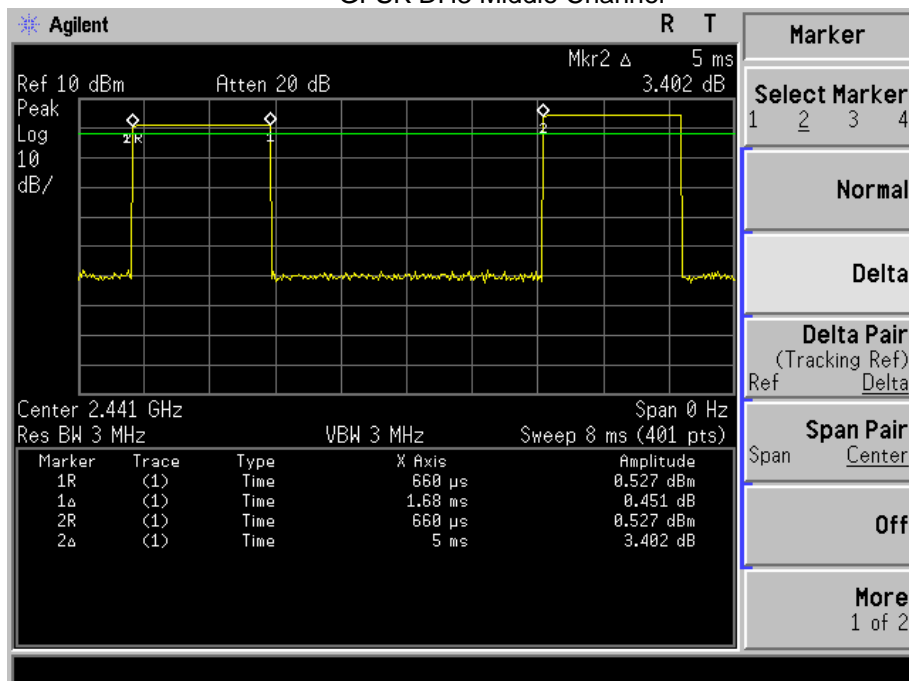 Agilent R T
Mkr2 Δ 5 ms
Ref 10 dBm Atten 20 dB 3.402 dB
Peak
Log
10
dB/
1R
1
2
Center 2.441 GHz Span 0 Hz
Res BW 3 MHz VBW 3 MHz Sweep 8 ms (401 pts)
Marker Trace Type X Axis Amplitude
1R (1) Time 660 µs 0.527 dBm
1Δ (1) Time 1.68 ms 0.451 dB
2R (1) Time 660 µs 0.527 dBm
2Δ (1) Time 5 ms 3.402 dB
Marker
Select Marker
1 2 3 4
Normal
Delta
Delta Pair
(Tracking Ref)
Ref Delta
Span Pair
Span Center
Off
More
1 of 2